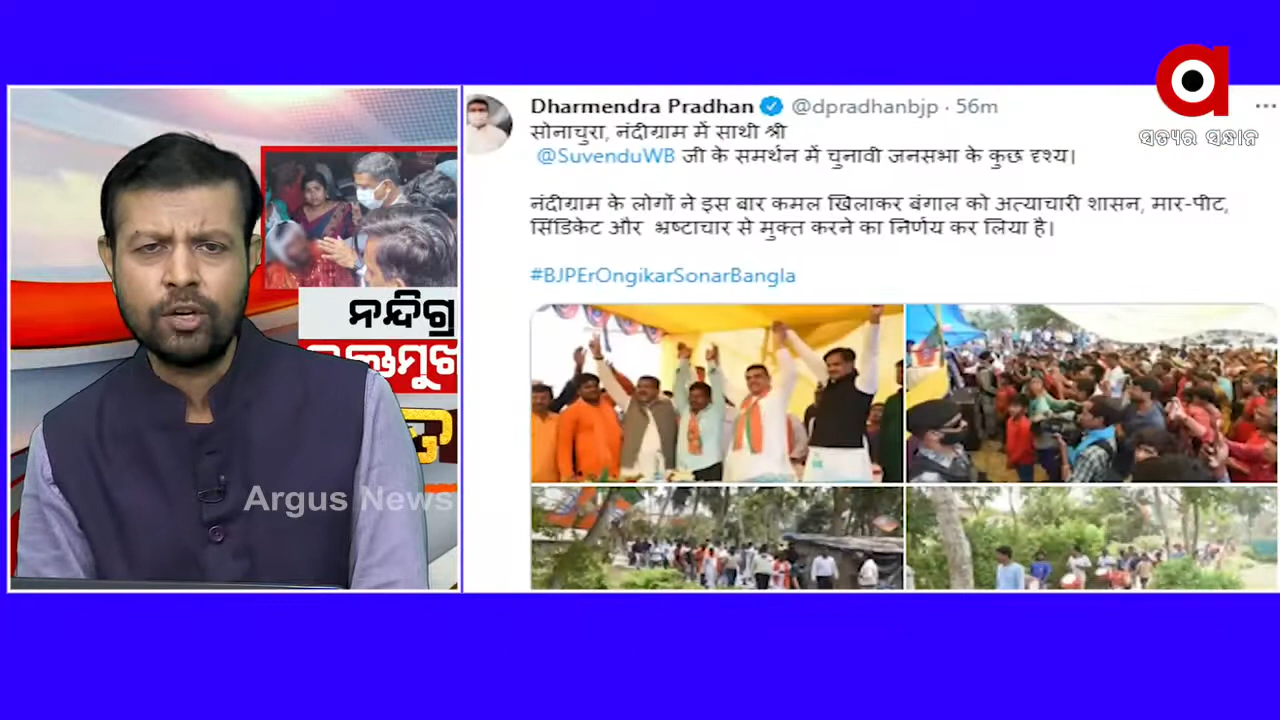 Dharmendra Pradhan @dpradhanbjp · 56m
सोनाचुरा, नंदीग्राम में साथी श्री
@SuvenduWB जी के समर्थन में चुनावी जनसभा के कुछ दृश्य।
नंदीग्राम के लोगों ने इस बार कमल खिलाकर बंगाल को अत्याचारी शासन, मार-पीट,
सिंडिकेट और भ्रष्टाचार से मुक्त करने का निर्णय कर लिया है।
#BJPErOngikarSonarBangla
ସତ୍ୟର ସନ୍ଧାନ
ନନ୍ଦିଗ୍ର
Argus News